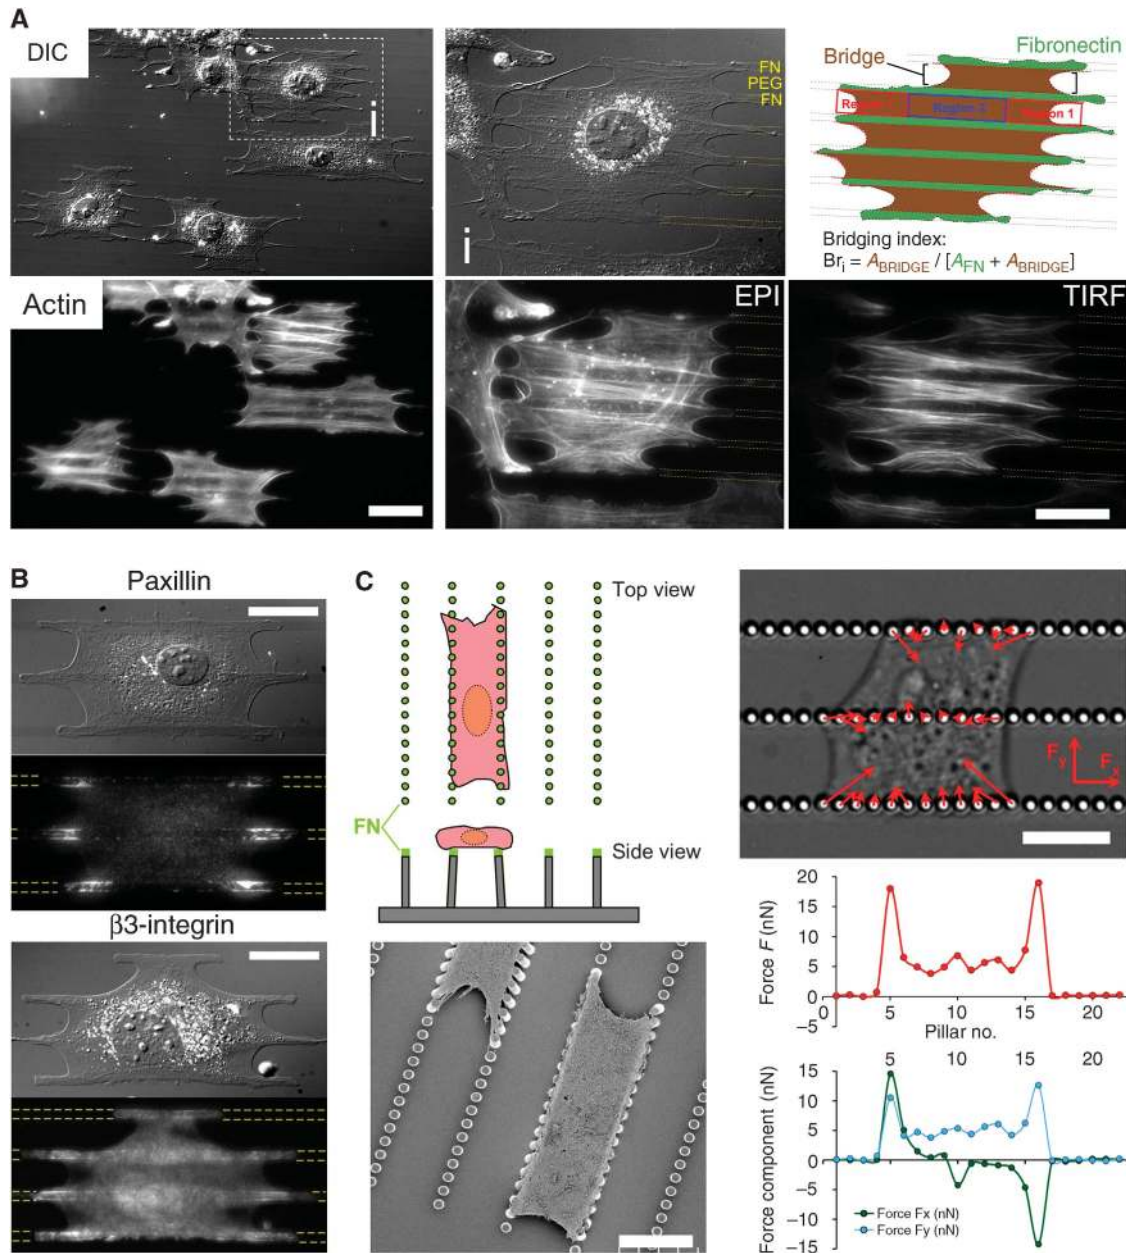 A
DIC
i
i
FN
PEG
FN
Bridge
Fibronectin
Region 2
Region 1
Bridging index:
Br_i = A_BRIDGE / [A_FN + A_BRIDGE]
Actin
EPI
TIRF
B
Paxillin
β3-integrin
C
Top view
FN
Side view
F_y
F_x
Force F (nN)
20
15
10
5
0
−5
5
15
20
Pillar no.
5
10
15
20
Force component (nN)
15
10
5
0
−5
−10
−15
Force Fx (nN)
Force Fy (nN)